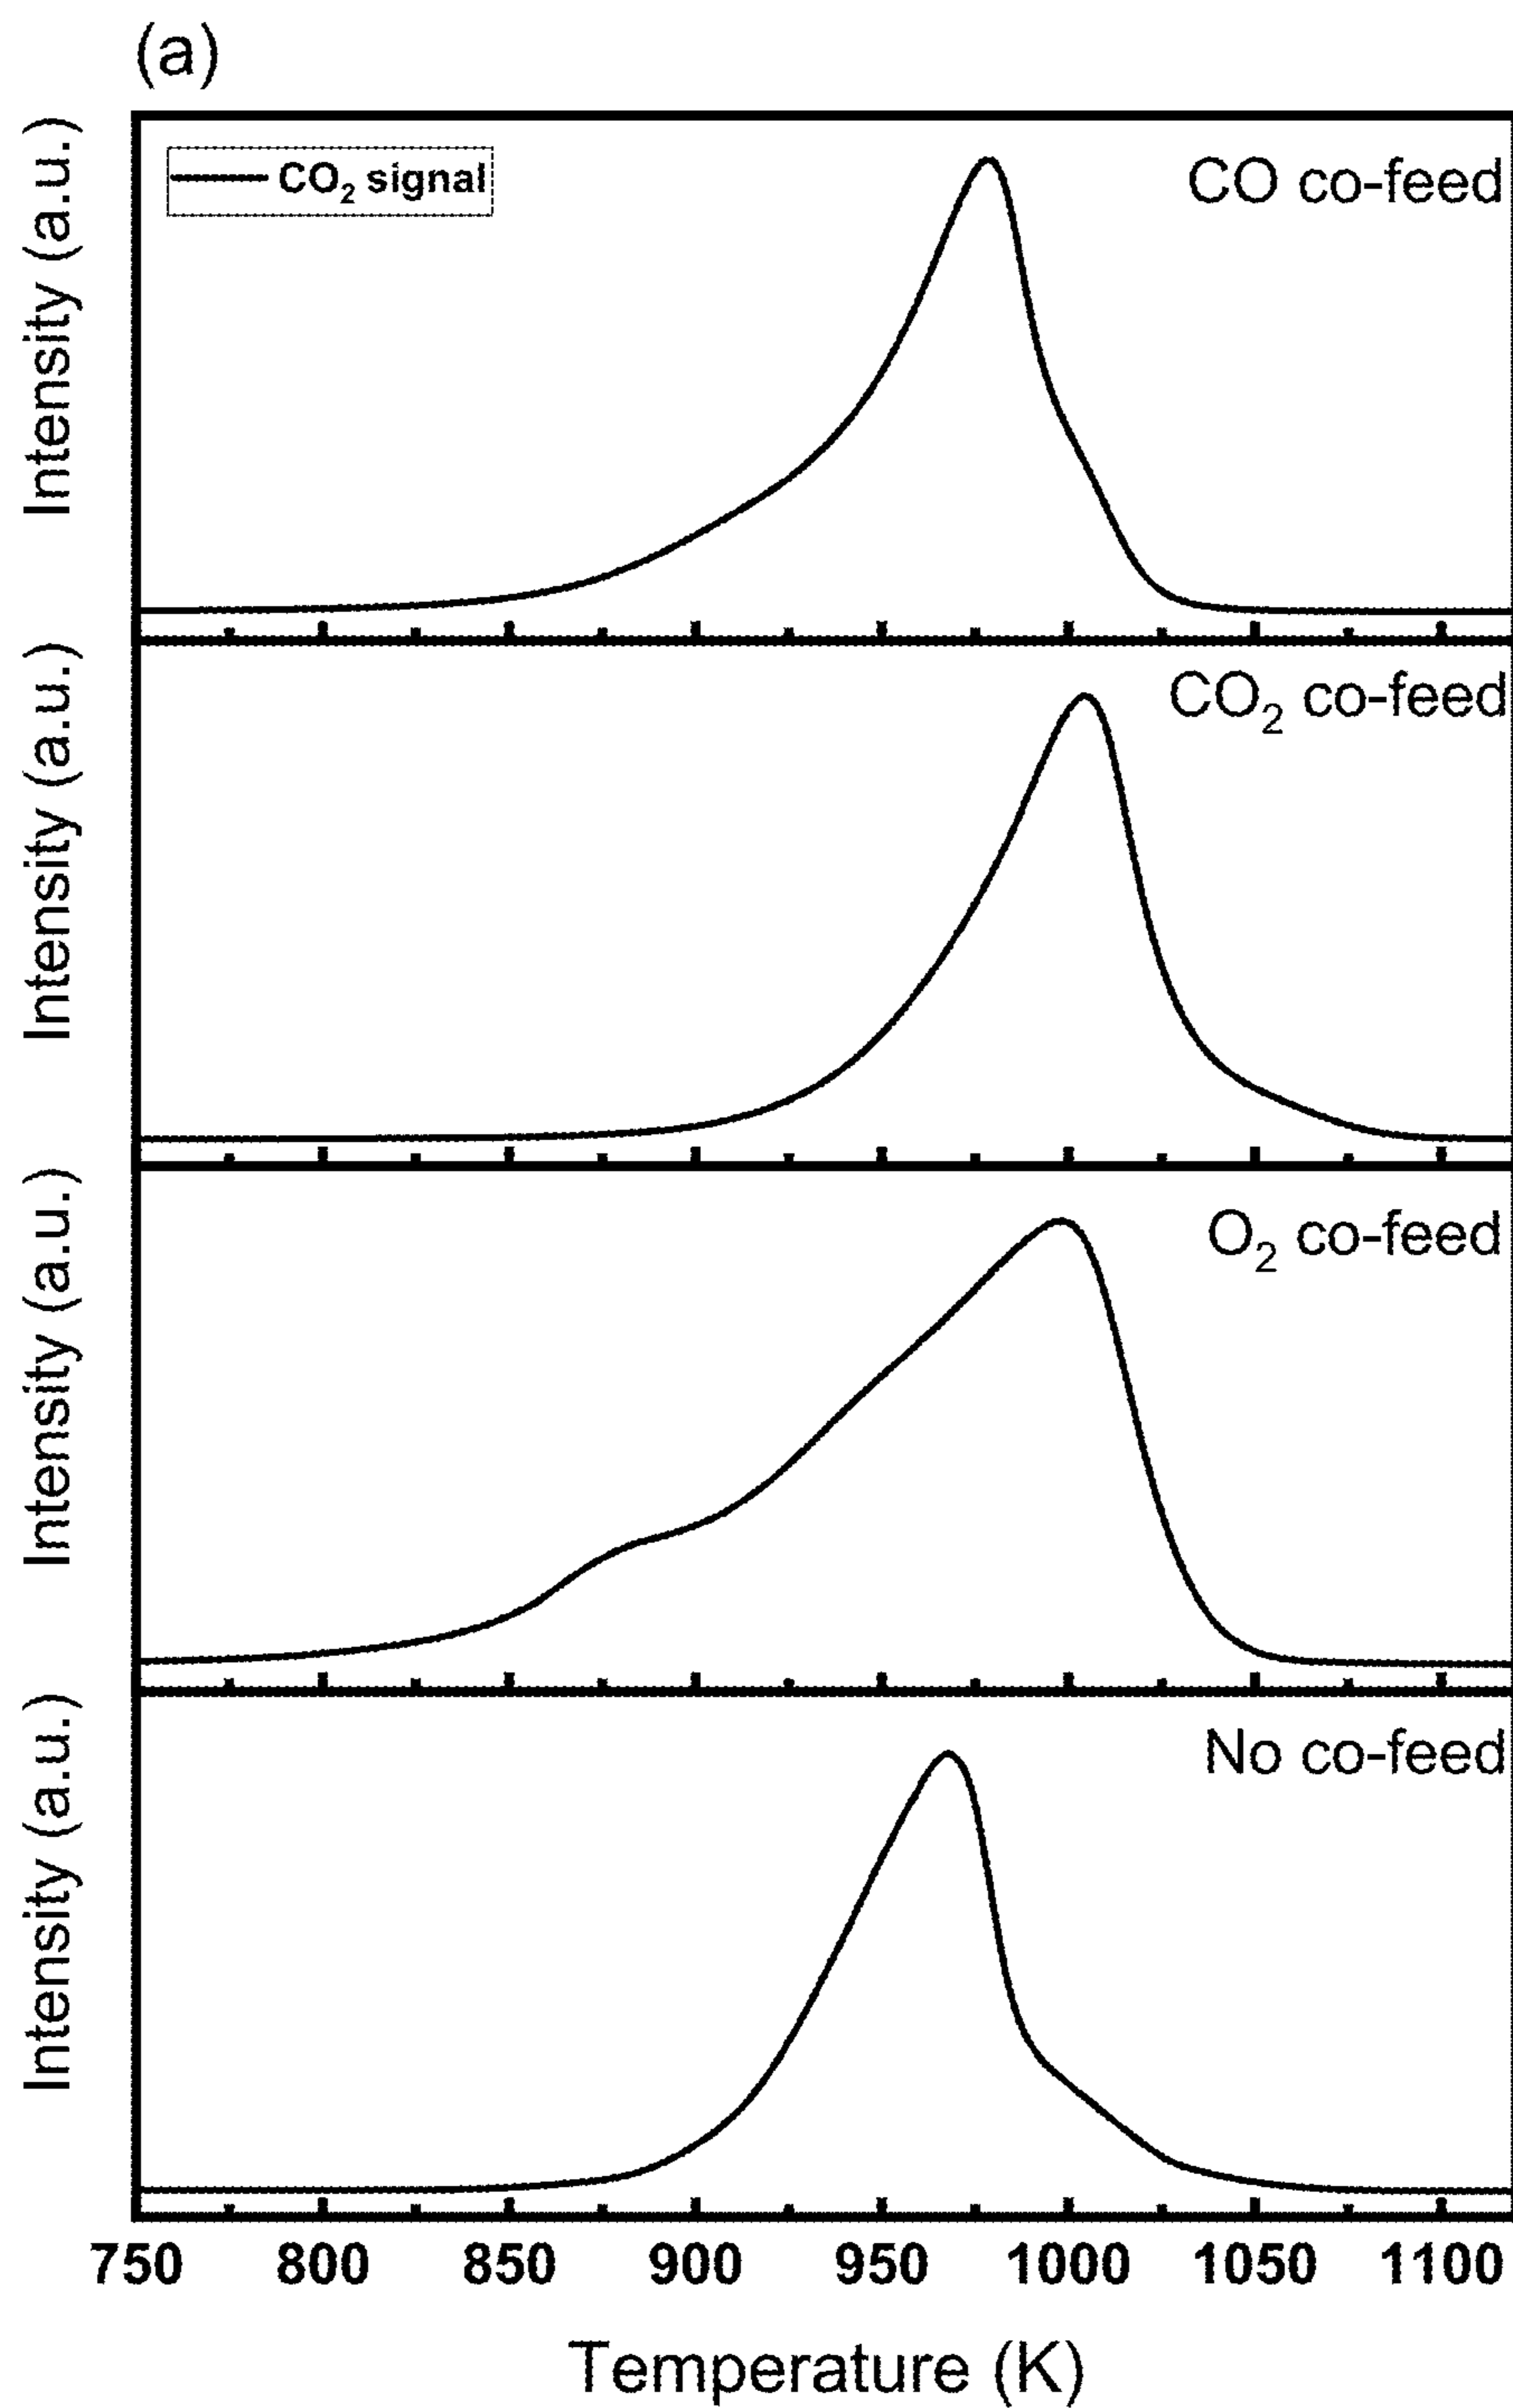 (a)
Intensity (a.u.)
CO₂ signal
CO co-feed
Intensity (a.u.)
CO₂ co-feed
Intensity (a.u.)
O₂ co-feed
Intensity (a.u.)
No co-feed
750 800 850 900 950 1000 1050 1100
Temperature (K)